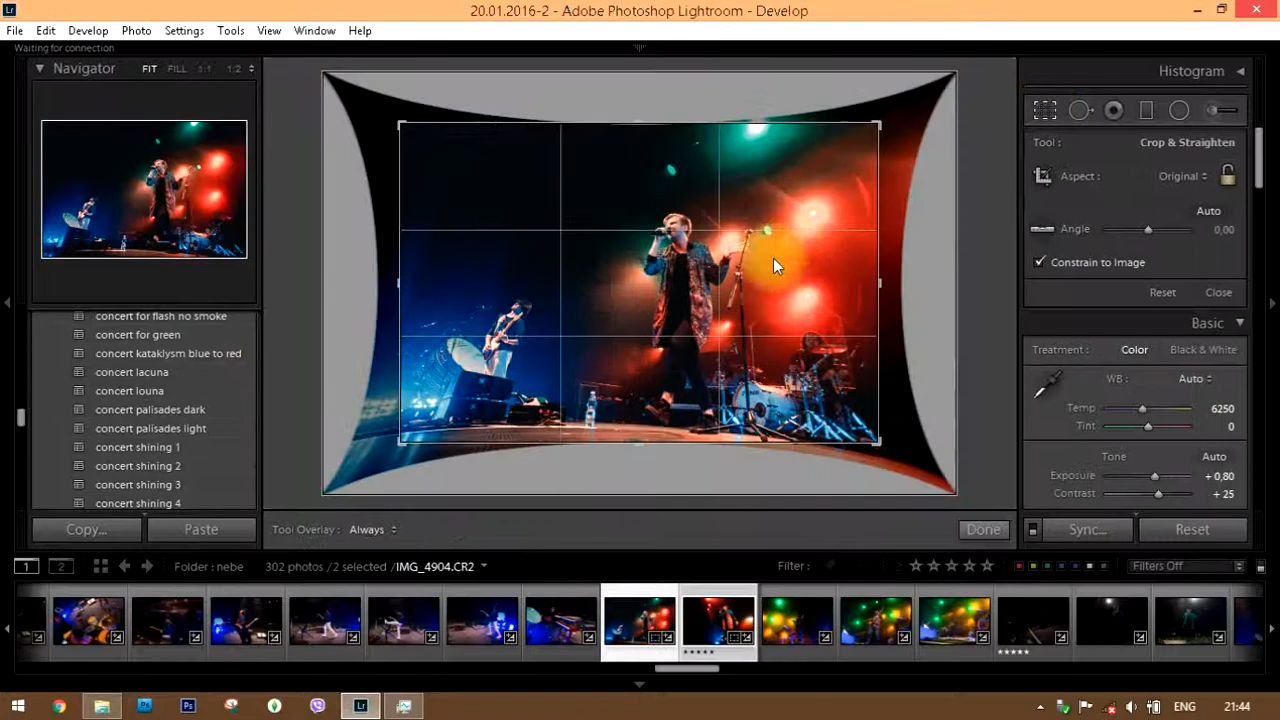 20.01.2016-2 - Adobe Photoshop Lightroom - Develop
File Edit Develop Photo Settings Tools View Window Help
Waiting for connection
Navigator FIT FILL 1:1 1:2
concert for flash no smoke
concert for green
concert kataklysm blue to red
concert lacuna
concert louna
concert palisades dark
concert palisades light
concert shining 1
concert shining 2
concert shining 3
concert shining 4
Copy... Paste
Tool Overlay : Always
Done
Histogram
Tool : Crop & Straighten
Aspect : Original
Auto
Angle 0,00
Constrain to Image
Reset Close
Basic
Treatment : Color Black & White
WB : Auto
Temp 6250
Tint 0
Tone Auto
Exposure + 0,80
Contrast + 25
Sync... Reset
1 2 Folder : nebe 302 photos /2 selected /IMG_4904.CR2 Filter : Filters Off
Lr Ps Lr ENG 21:44